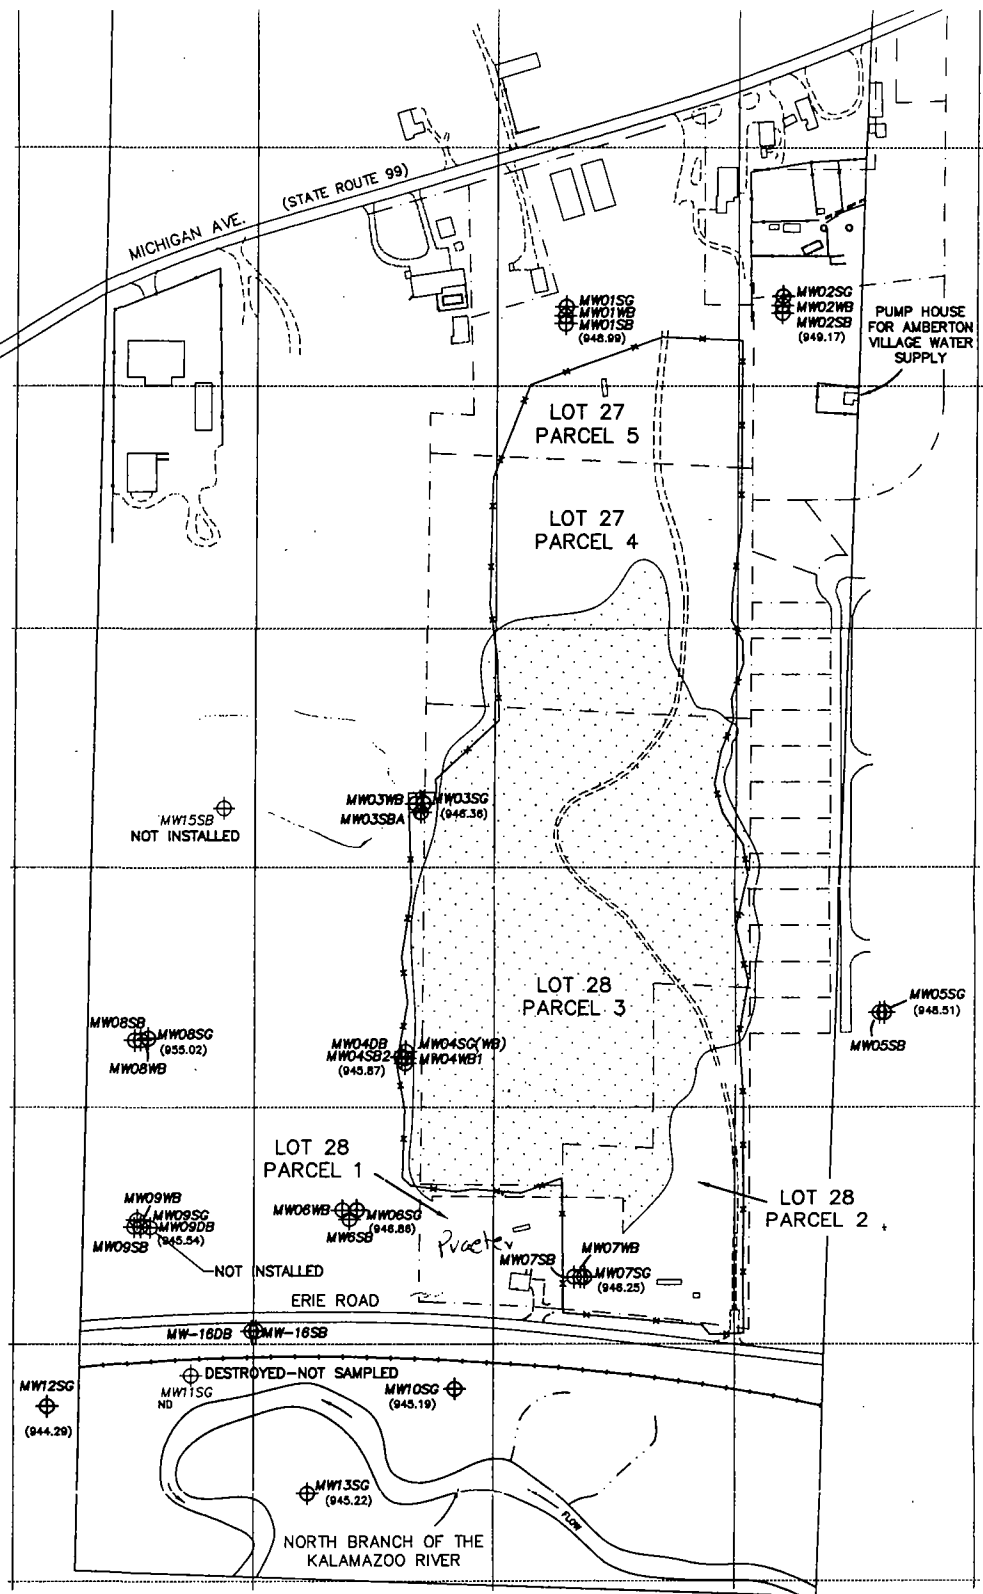 (STATE ROUTE 99)
MICHIGAN AVE.
MW01SG
MW01WB
MW01SB
(948.99)
MW02SG
MW02WB
MW02SB
(949.17)
PUMP HOUSE
FOR AMBERTON
VILLAGE WATER
SUPPLY
LOT 27
PARCEL 5
LOT 27
PARCEL 4
MW03WB
MW03SG
(946.36)
MW03SBA
MW15SB
NOT INSTALLED
LOT 28
PARCEL 3
MW05SG
(948.51)
MW05SB
MW08SB
MW08SG
(955.02)
MW08WB
MW04DB
MW04SG(WB)
MW04SB2
MW04WB1
(945.87)
LOT 28
PARCEL 1
LOT 28
PARCEL 2
MW09WB
MW09SG
MW09DB
(945.54)
MW09SB
NOT INSTALLED
MW06WB
MW06SG
(946.86)
MW6SB
MW07SB
MW07WB
MW07SG
(946.25)
ERIE ROAD
MW-16DB
MW-16SB
DESTROYED-NOT SAMPLED
MW12SG
(944.29)
MW11SG
ND
MW10SG
(945.19)
MW13SG
(945.22)
FLOW
NORTH BRANCH OF THE
KALAMAZOO RIVER